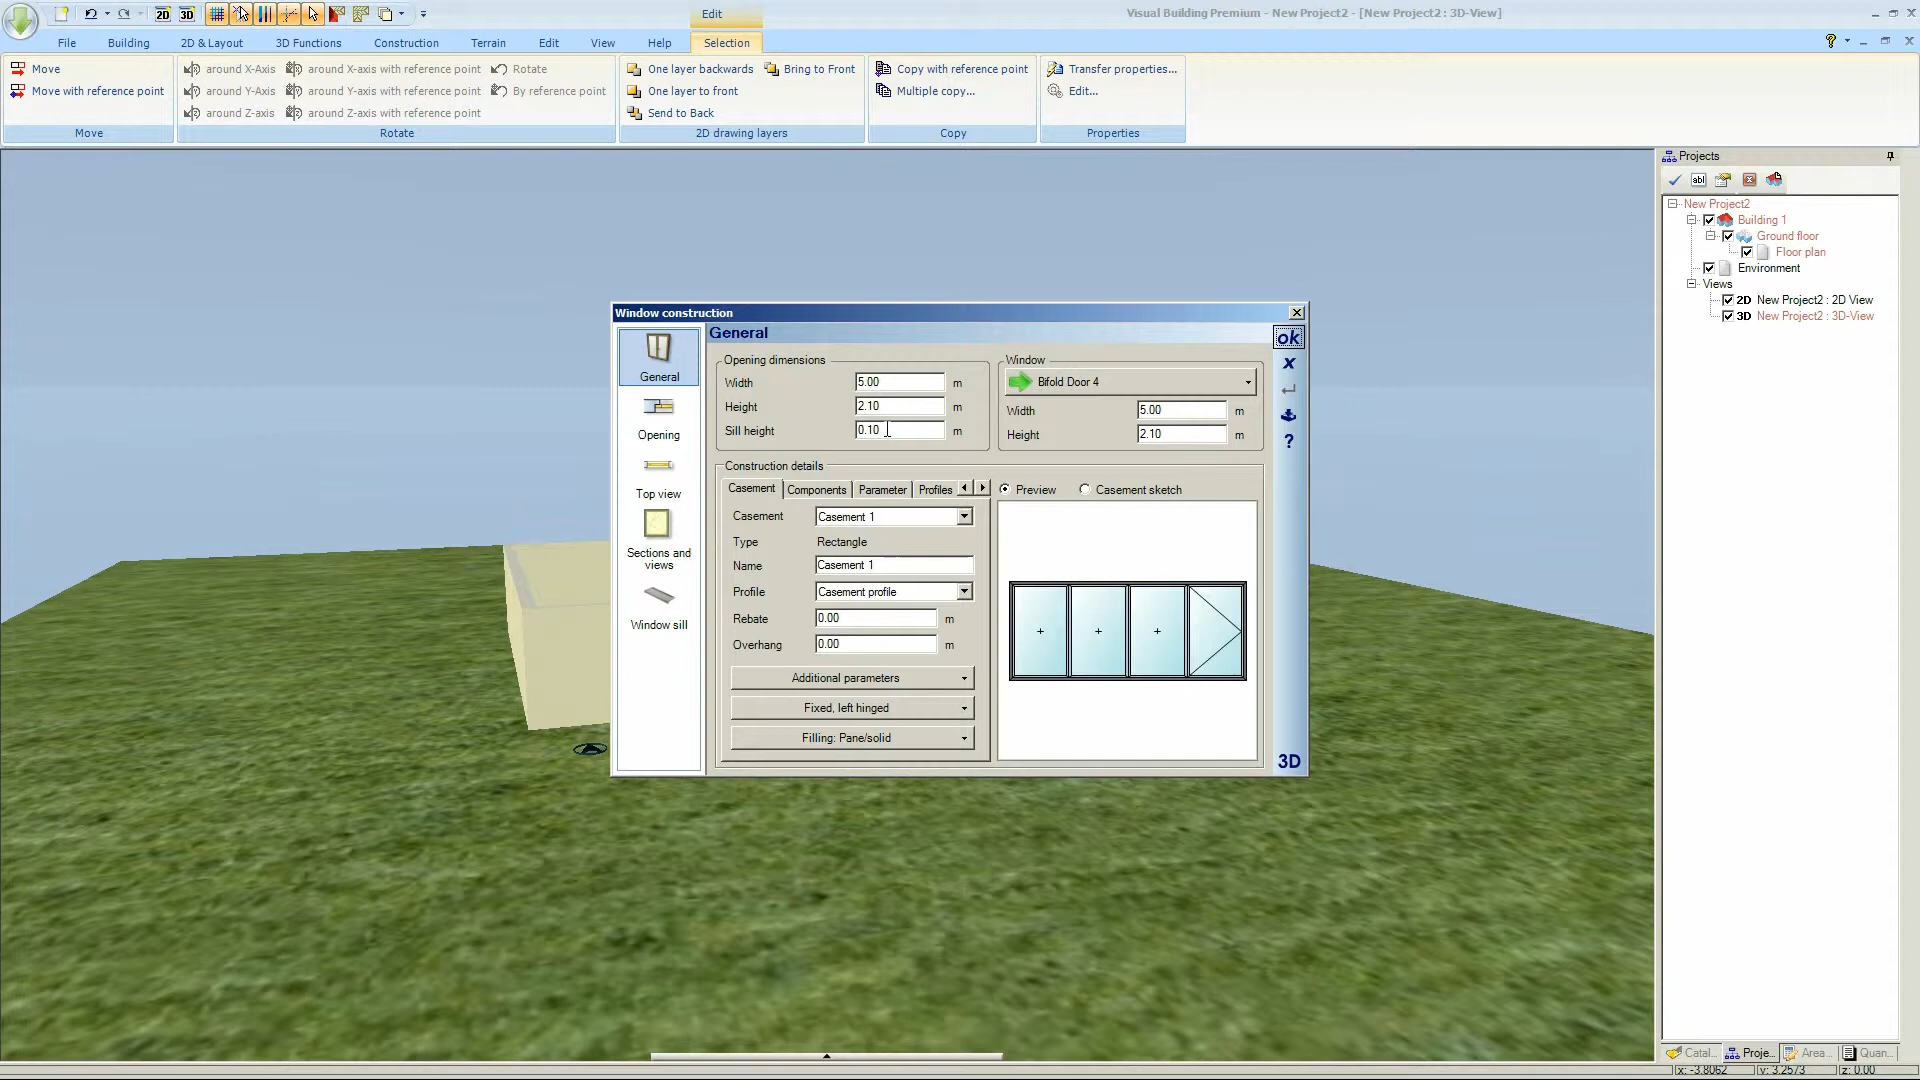 2D 3D Edit Visual Building Premium - New Project2 - [New Project2 : 3D-View]
File Building 2D & Layout 3D Functions Construction Terrain Edit View Help Selection ?
Move around X-Axis around X-axis with reference point Rotate One layer backwards Bring to Front Copy with reference point Transfer properties...
Move with reference point around Y-Axis around Y-axis with reference point By reference point One layer to front Multiple copy... Edit...
around Z-axis around Z-axis with reference point Send to Back
Move Rotate 2D drawing layers Copy Properties
Projects
abl
New Project2
Building 1
Ground floor
Floor plan
Environment
Views
2D New Project2 : 2D View
3D New Project2 : 3D-View
Window construction
General
General
Opening
Top view
Sections and
views
Window sill
Opening dimensions
Width 5.00 m
Height 2.10 m
Sill height 0.10 m
Window
Bifold Door 4
Width 5.00 m
Height 2.10 m
ok
x
?
3D
Construction details
Casement Components Parameter Profiles
Casement Casement 1
Type Rectangle
Name Casement 1
Profile Casement profile
Rebate 0.00 m
Overhang 0.00 m
Additional parameters
Fixed, left hinged
Filling: Pane/solid
Preview Casement sketch
Catal... Proje... Area... Quan...
x: -3.8062 y: 3.2573 z: 0.00